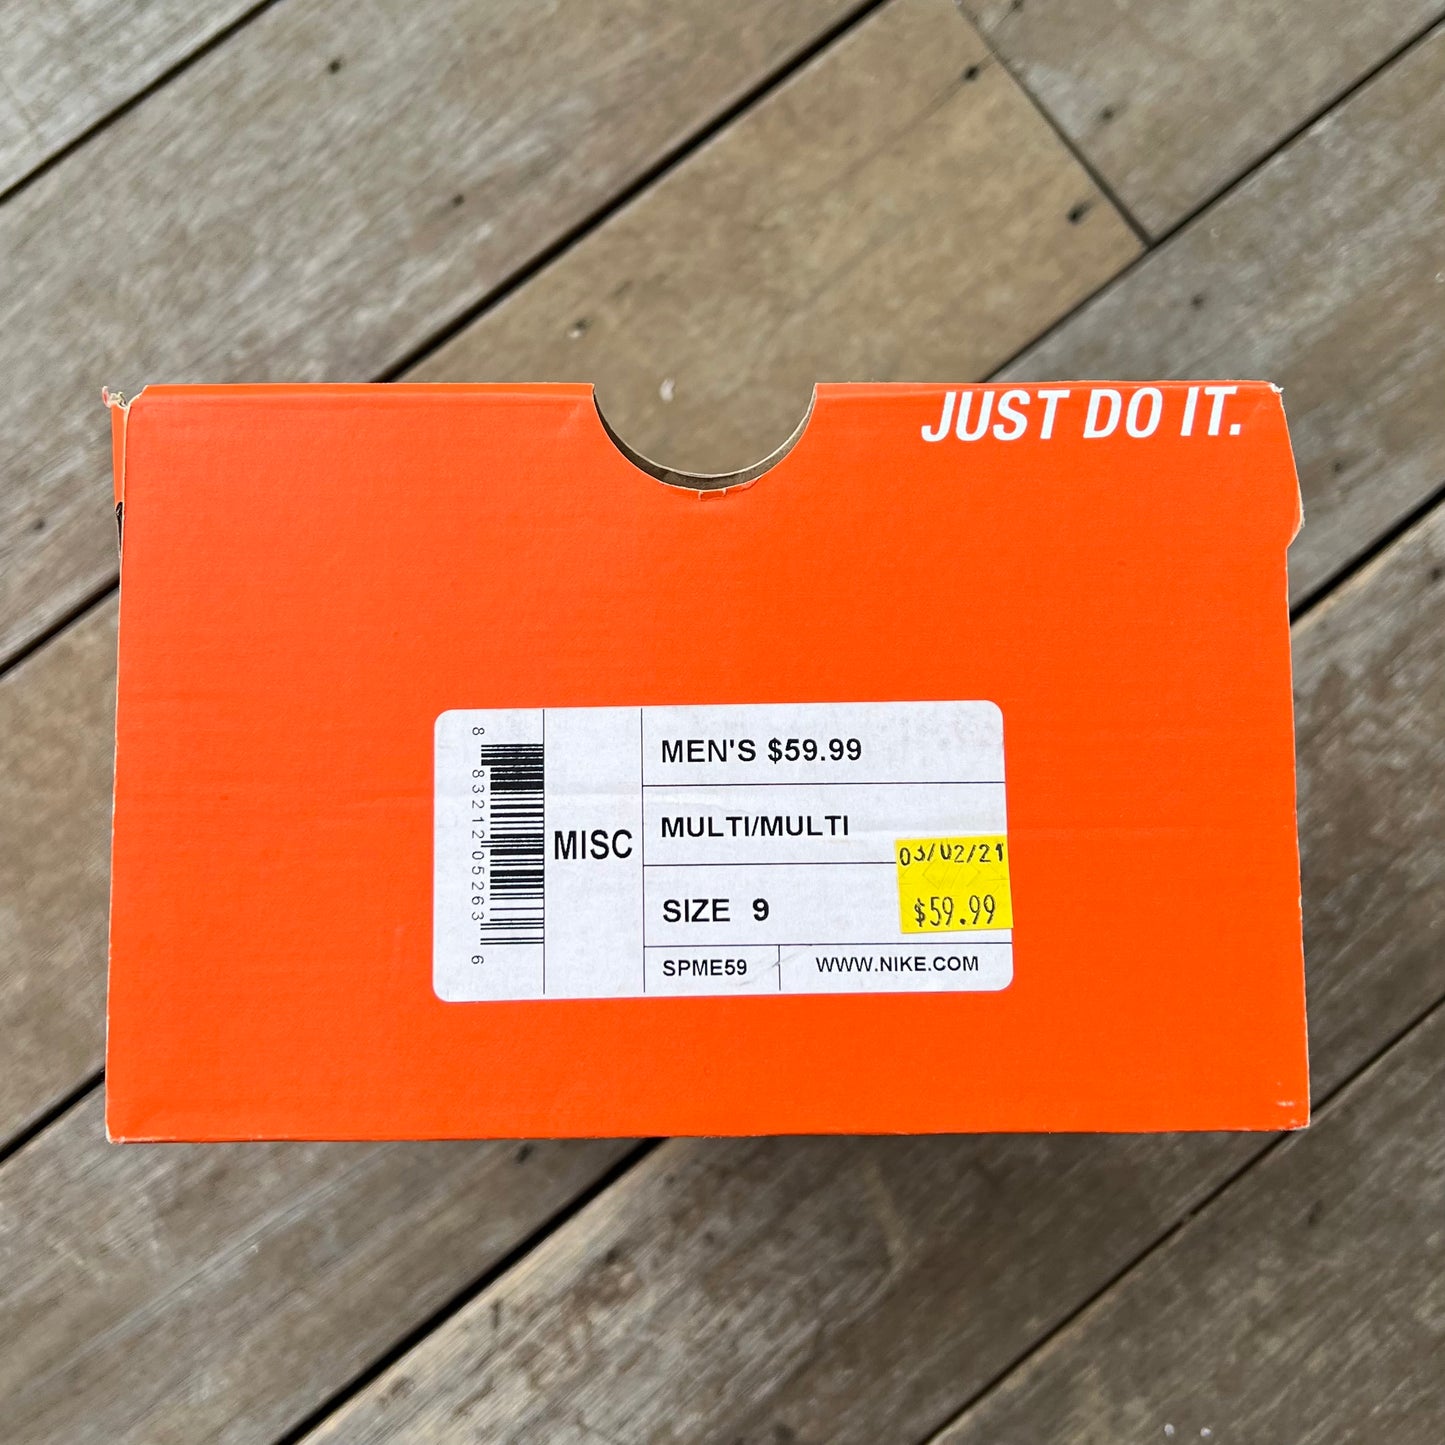 JUST DO IT.
8 83212 05263 6
MISC
MEN'S $59.99
MULTI/MULTI
SIZE 9
03/02/21
$59.99
SPME59
WWW.NIKE.COM